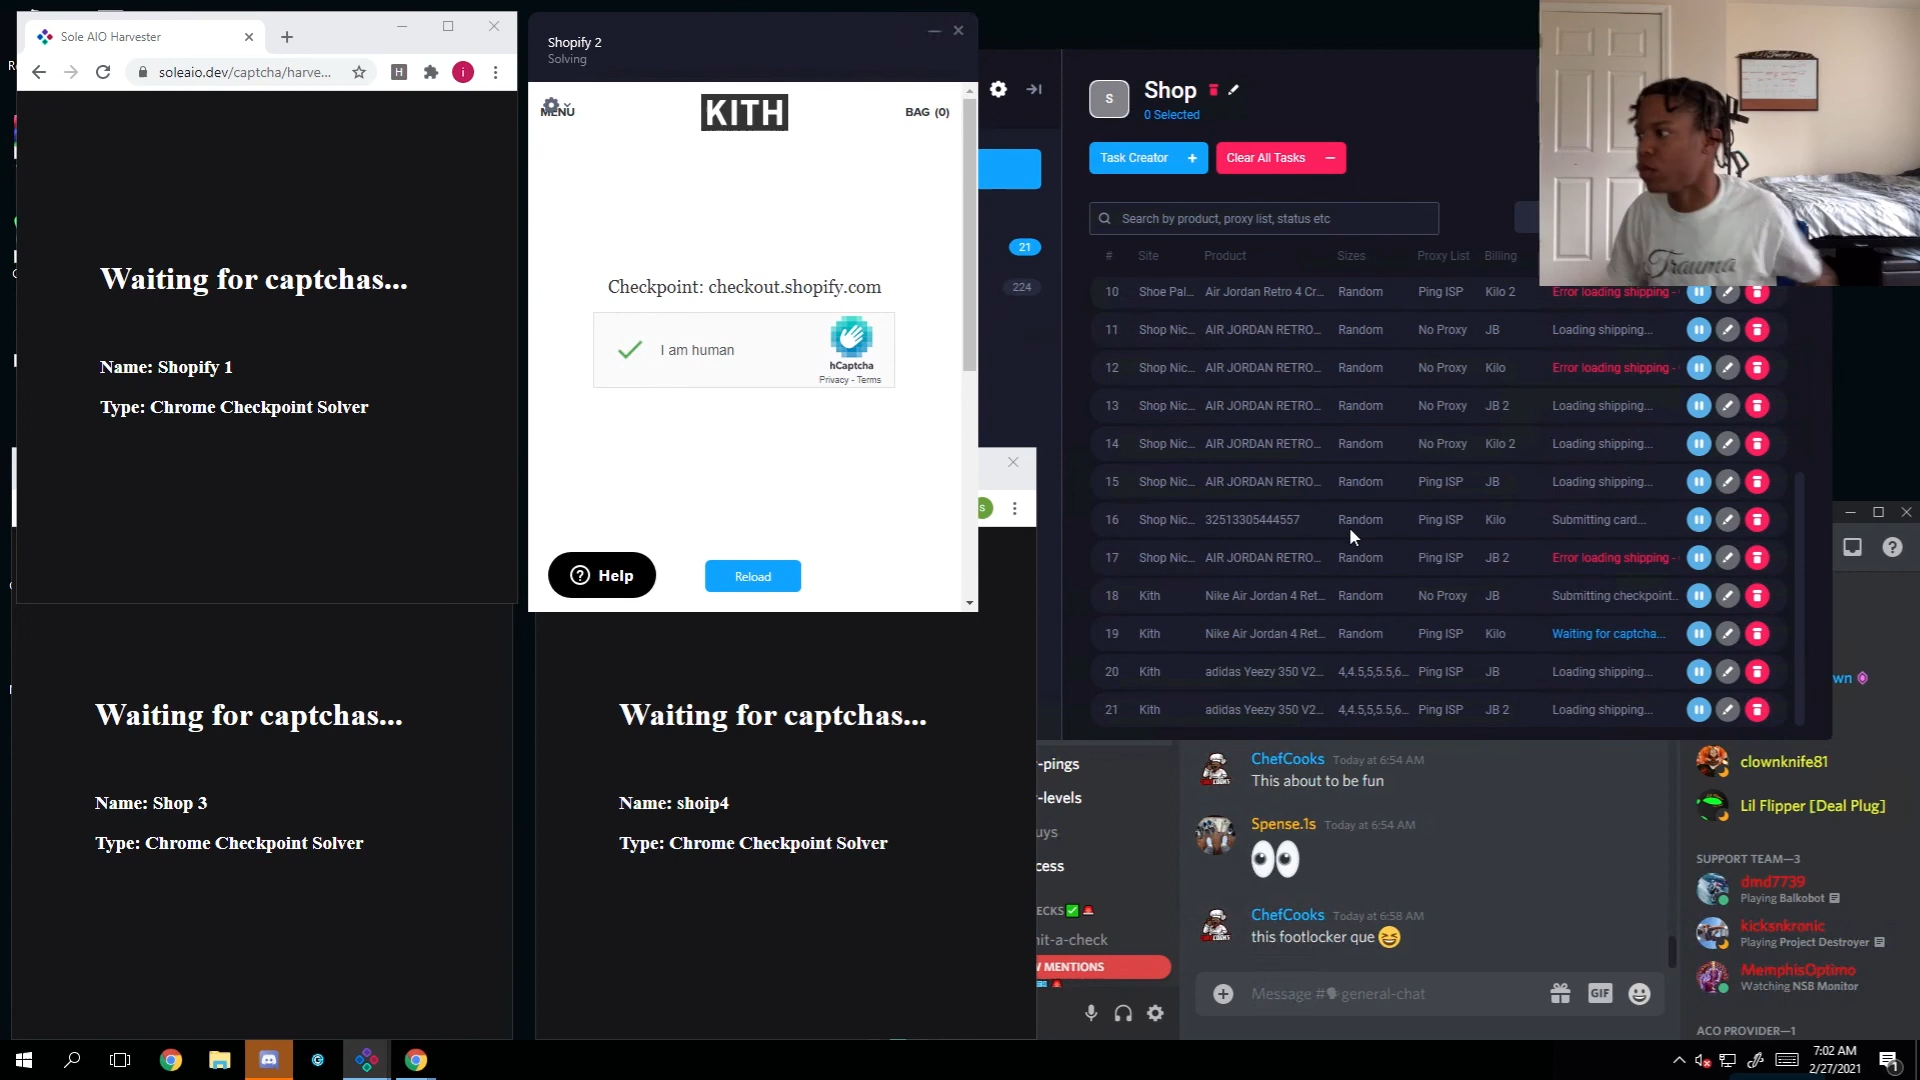 Sole AIO Harvester
soleaio.dev/captcha/harve...
H
i
Waiting for captchas...
Name: Shopify 1
Type: Chrome Checkpoint Solver
Shopify 2
Solving
MENU
KITH
BAG (0)
Checkpoint: checkout.shopify.com
I am human
hCaptcha
Privacy - Terms
Help
Reload
Waiting for captchas...
Name: Shop 3
Type: Chrome Checkpoint Solver
s
Waiting for captchas...
Name: shoip4
Type: Chrome Checkpoint Solver
21
224
S
Shop
0 Selected
Task Creator +
Clear All Tasks −
Search by product, proxy list, status etc
# Site Product Sizes Proxy List Billing
10 Shoe Pal... Air Jordan Retro 4 Cr... Random Ping ISP Kilo 2 Error loading shipping -
11 Shop Nic... AIR JORDAN RETRO... Random No Proxy JB Loading shipping...
12 Shop Nic... AIR JORDAN RETRO... Random No Proxy Kilo Error loading shipping -
13 Shop Nic... AIR JORDAN RETRO... Random No Proxy JB 2 Loading shipping...
14 Shop Nic... AIR JORDAN RETRO... Random No Proxy Kilo 2 Loading shipping...
15 Shop Nic... AIR JORDAN RETRO... Random Ping ISP JB Loading shipping...
16 Shop Nic... 32513305444557 Random Ping ISP Kilo Submitting card...
17 Shop Nic... AIR JORDAN RETRO... Random Ping ISP JB 2 Error loading shipping -
18 Kith Nike Air Jordan 4 Ret... Random No Proxy JB Submitting checkpoint..
19 Kith Nike Air Jordan 4 Ret... Random Ping ISP Kilo Waiting for captcha...
20 Kith adidas Yeezy 350 V2... 4,4.5,5,5.5,6... Ping ISP JB Loading shipping...
21 Kith adidas Yeezy 350 V2... 4,4.5,5,5.5,6... Ping ISP JB 2 Loading shipping...
Trauma
wn
-pings
-levels
uys
cess
ECKS
nit-a-check
W MENTIONS
ChefCooks Today at 6:54 AM
This about to be fun
Spense.1s Today at 6:54 AM
ChefCooks Today at 6:58 AM
this footlocker que
Message #general-chat
GIF
clownknife81
Lil Flipper [Deal Plug]
SUPPORT TEAM—3
dmd7739
Playing Balkobot
kicksnkronic
Playing Project Destroyer
MemphisOptimo
Watching NSB Monitor
ACO PROVIDER—1
7:02 AM
2/27/2021
1